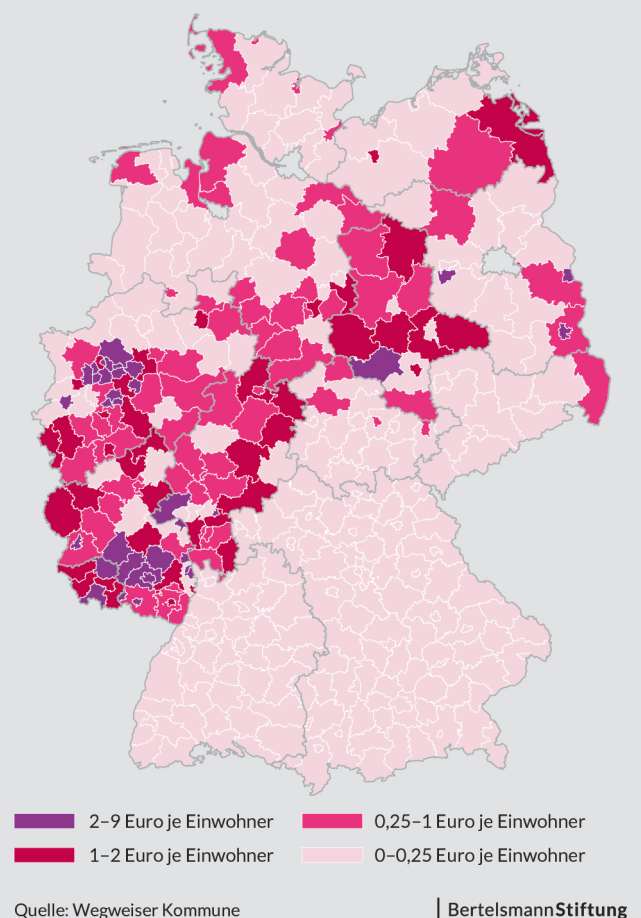 2–9 Euro je Einwohner
0,25–1 Euro je Einwohner
1–2 Euro je Einwohner
0–0,25 Euro je Einwohner
Quelle: Wegweiser Kommune
BertelsmannStiftung